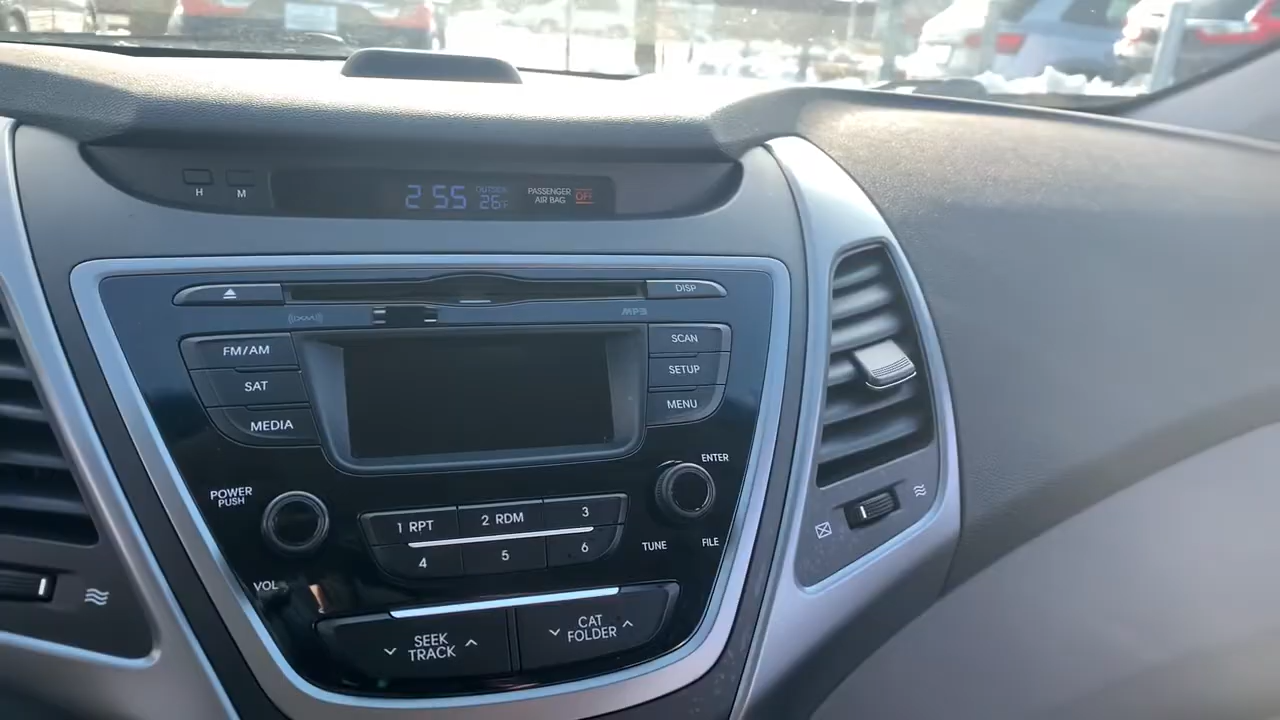 H
M
2 55
OUTSIDE
26°F
PASSENGER
AIR BAG
OFF
DISP
((XM))
MP3
FM/AM
SCAN
SAT
SETUP
MEDIA
MENU
ENTER
POWER
PUSH
1 RPT
2 RDM
3
4
5
6
TUNE
FILE
VOL
SEEK
TRACK
CAT
FOLDER